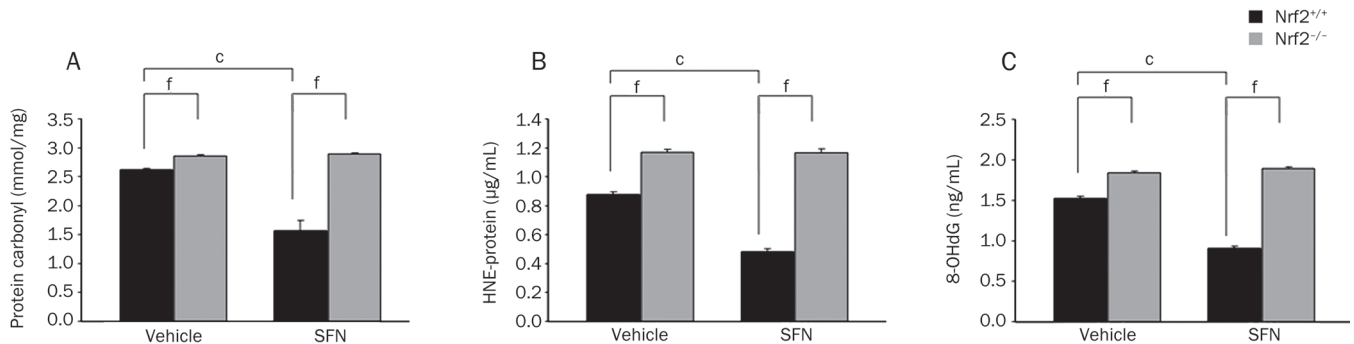 Nrf2+/+
Nrf2−/−
A
c
f
f
Protein carbonyl (mmol/mg)
3.5
3.0
2.5
2.0
1.5
1.0
0.5
0.0
Vehicle
SFN
B
c
f
f
HNE-protein (µg/mL)
1.4
1.2
1.0
0.8
0.6
0.4
0.2
0.0
Vehicle
SFN
C
c
f
f
8-OHdG (ng/mL)
2.5
2.0
1.5
1.0
0.5
0.0
Vehicle
SFN